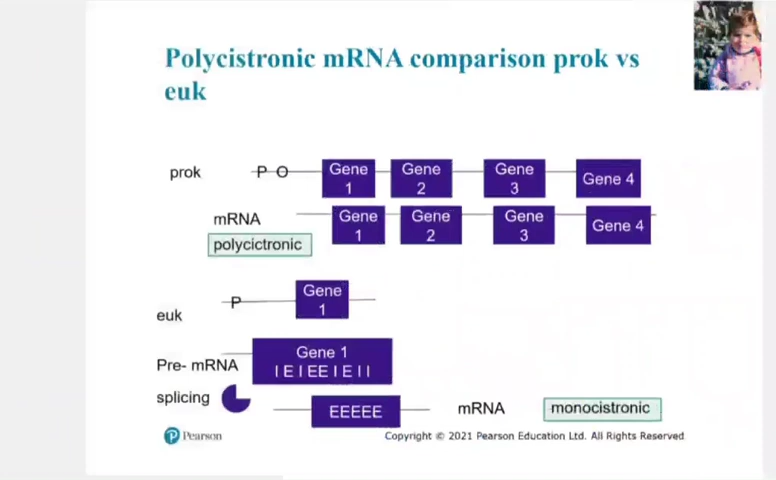 Polycistronic mRNA comparison prok vs
euk
prok
P O
Gene
1
Gene
2
Gene
3
Gene 4
mRNA
polycictronic
Gene
1
Gene
2
Gene
3
Gene 4
euk
P
Gene
1
Pre- mRNA
Gene 1
I E I EE I E I I
splicing
EEEEE
mRNA
monocistronic
Pearson
Copyright © 2021 Pearson Education Ltd. All Rights Reserved